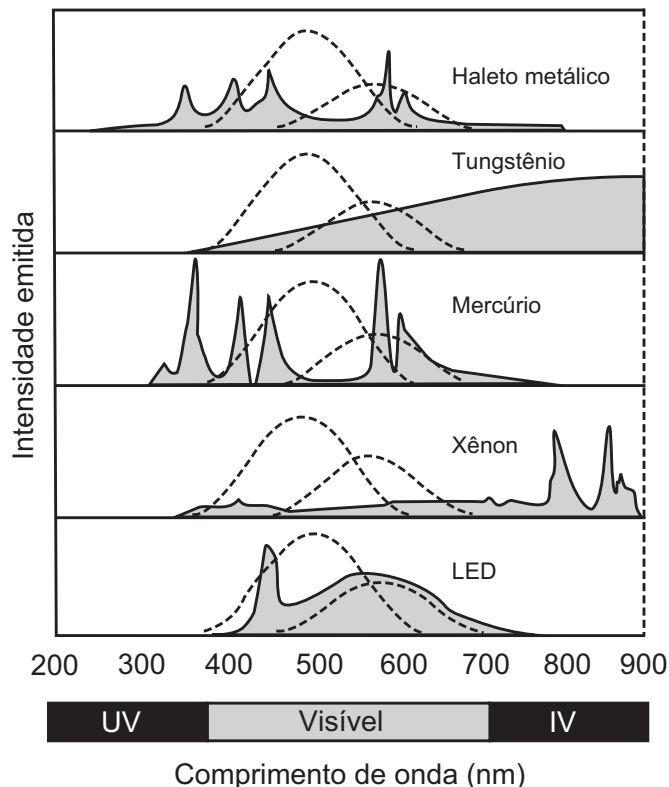 Haleto metálico
Tungstênio
Mercúrio
Xênon
LED
Intensidade emitida
200 300 400 500 600 700 800 900
UV Visível IV
Comprimento de onda (nm)